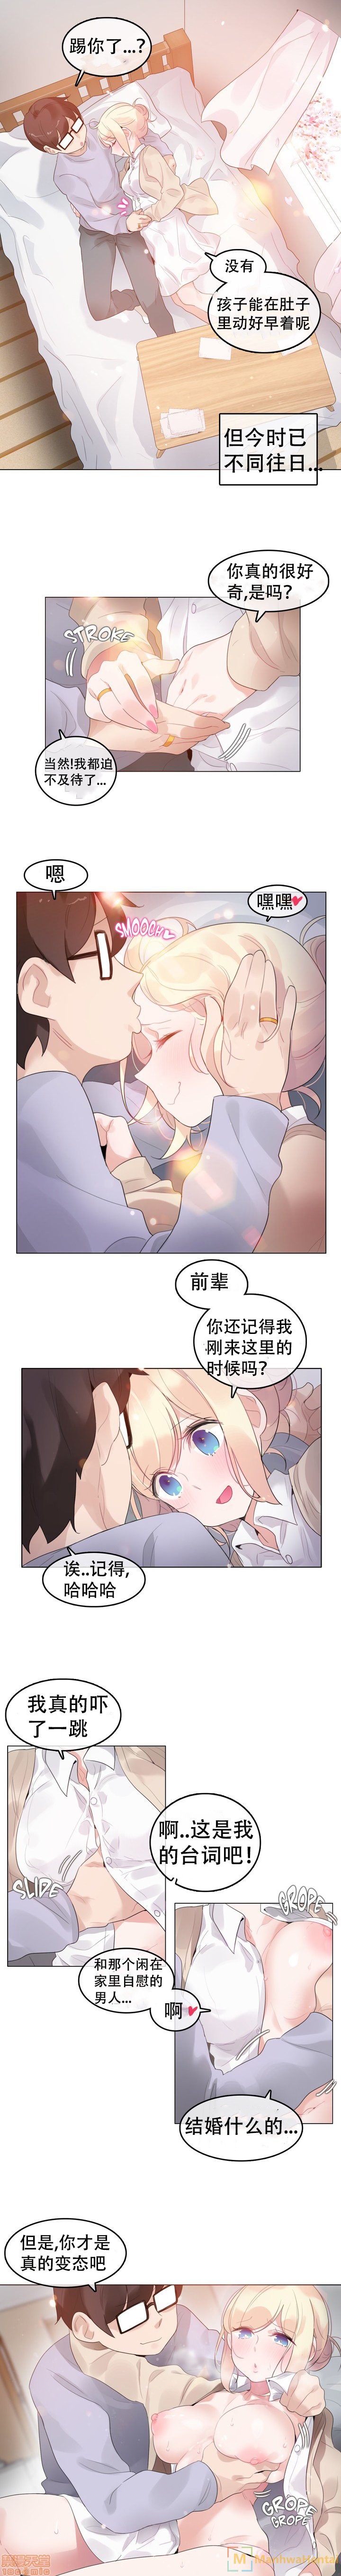 踢你了...?
没有
孩子能在肚子
里动好早着呢
但今时已
不同往日...
你真的很好
奇,是吗?
STROKE
当然!我都迫
不及待了...
嗯
嘿嘿
SMOOCH
前辈
你还记得我
刚来这里的
时候吗?
诶..记得,
哈哈哈
我真的吓
了一跳
啊..这是我
的台词吧!
SLIDE
GROPE
GROPE
和那个闲在
家里自慰的
男人...
啊
结婚什么的...
但是,你才是
真的变态吧
GROPE
GROPE
ManhwaHentai